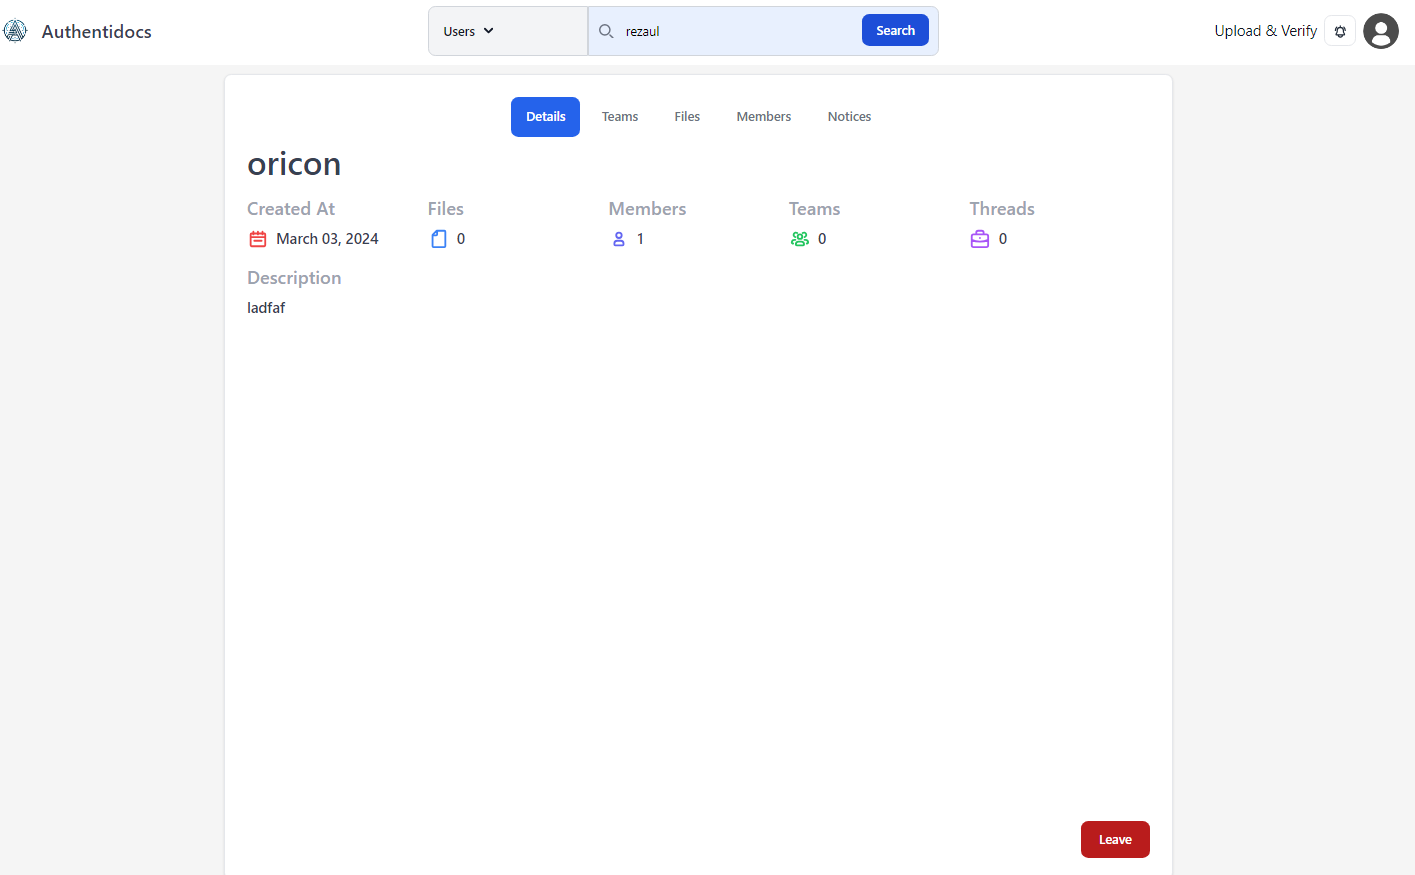 Authentidocs
Users
rezaul
Search
Upload & Verify
Details
Teams
Files
Members
Notices
oricon
Created At
Files
Members
Teams
Threads
March 03, 2024
0
1
0
0
Description
ladfaf
Leave